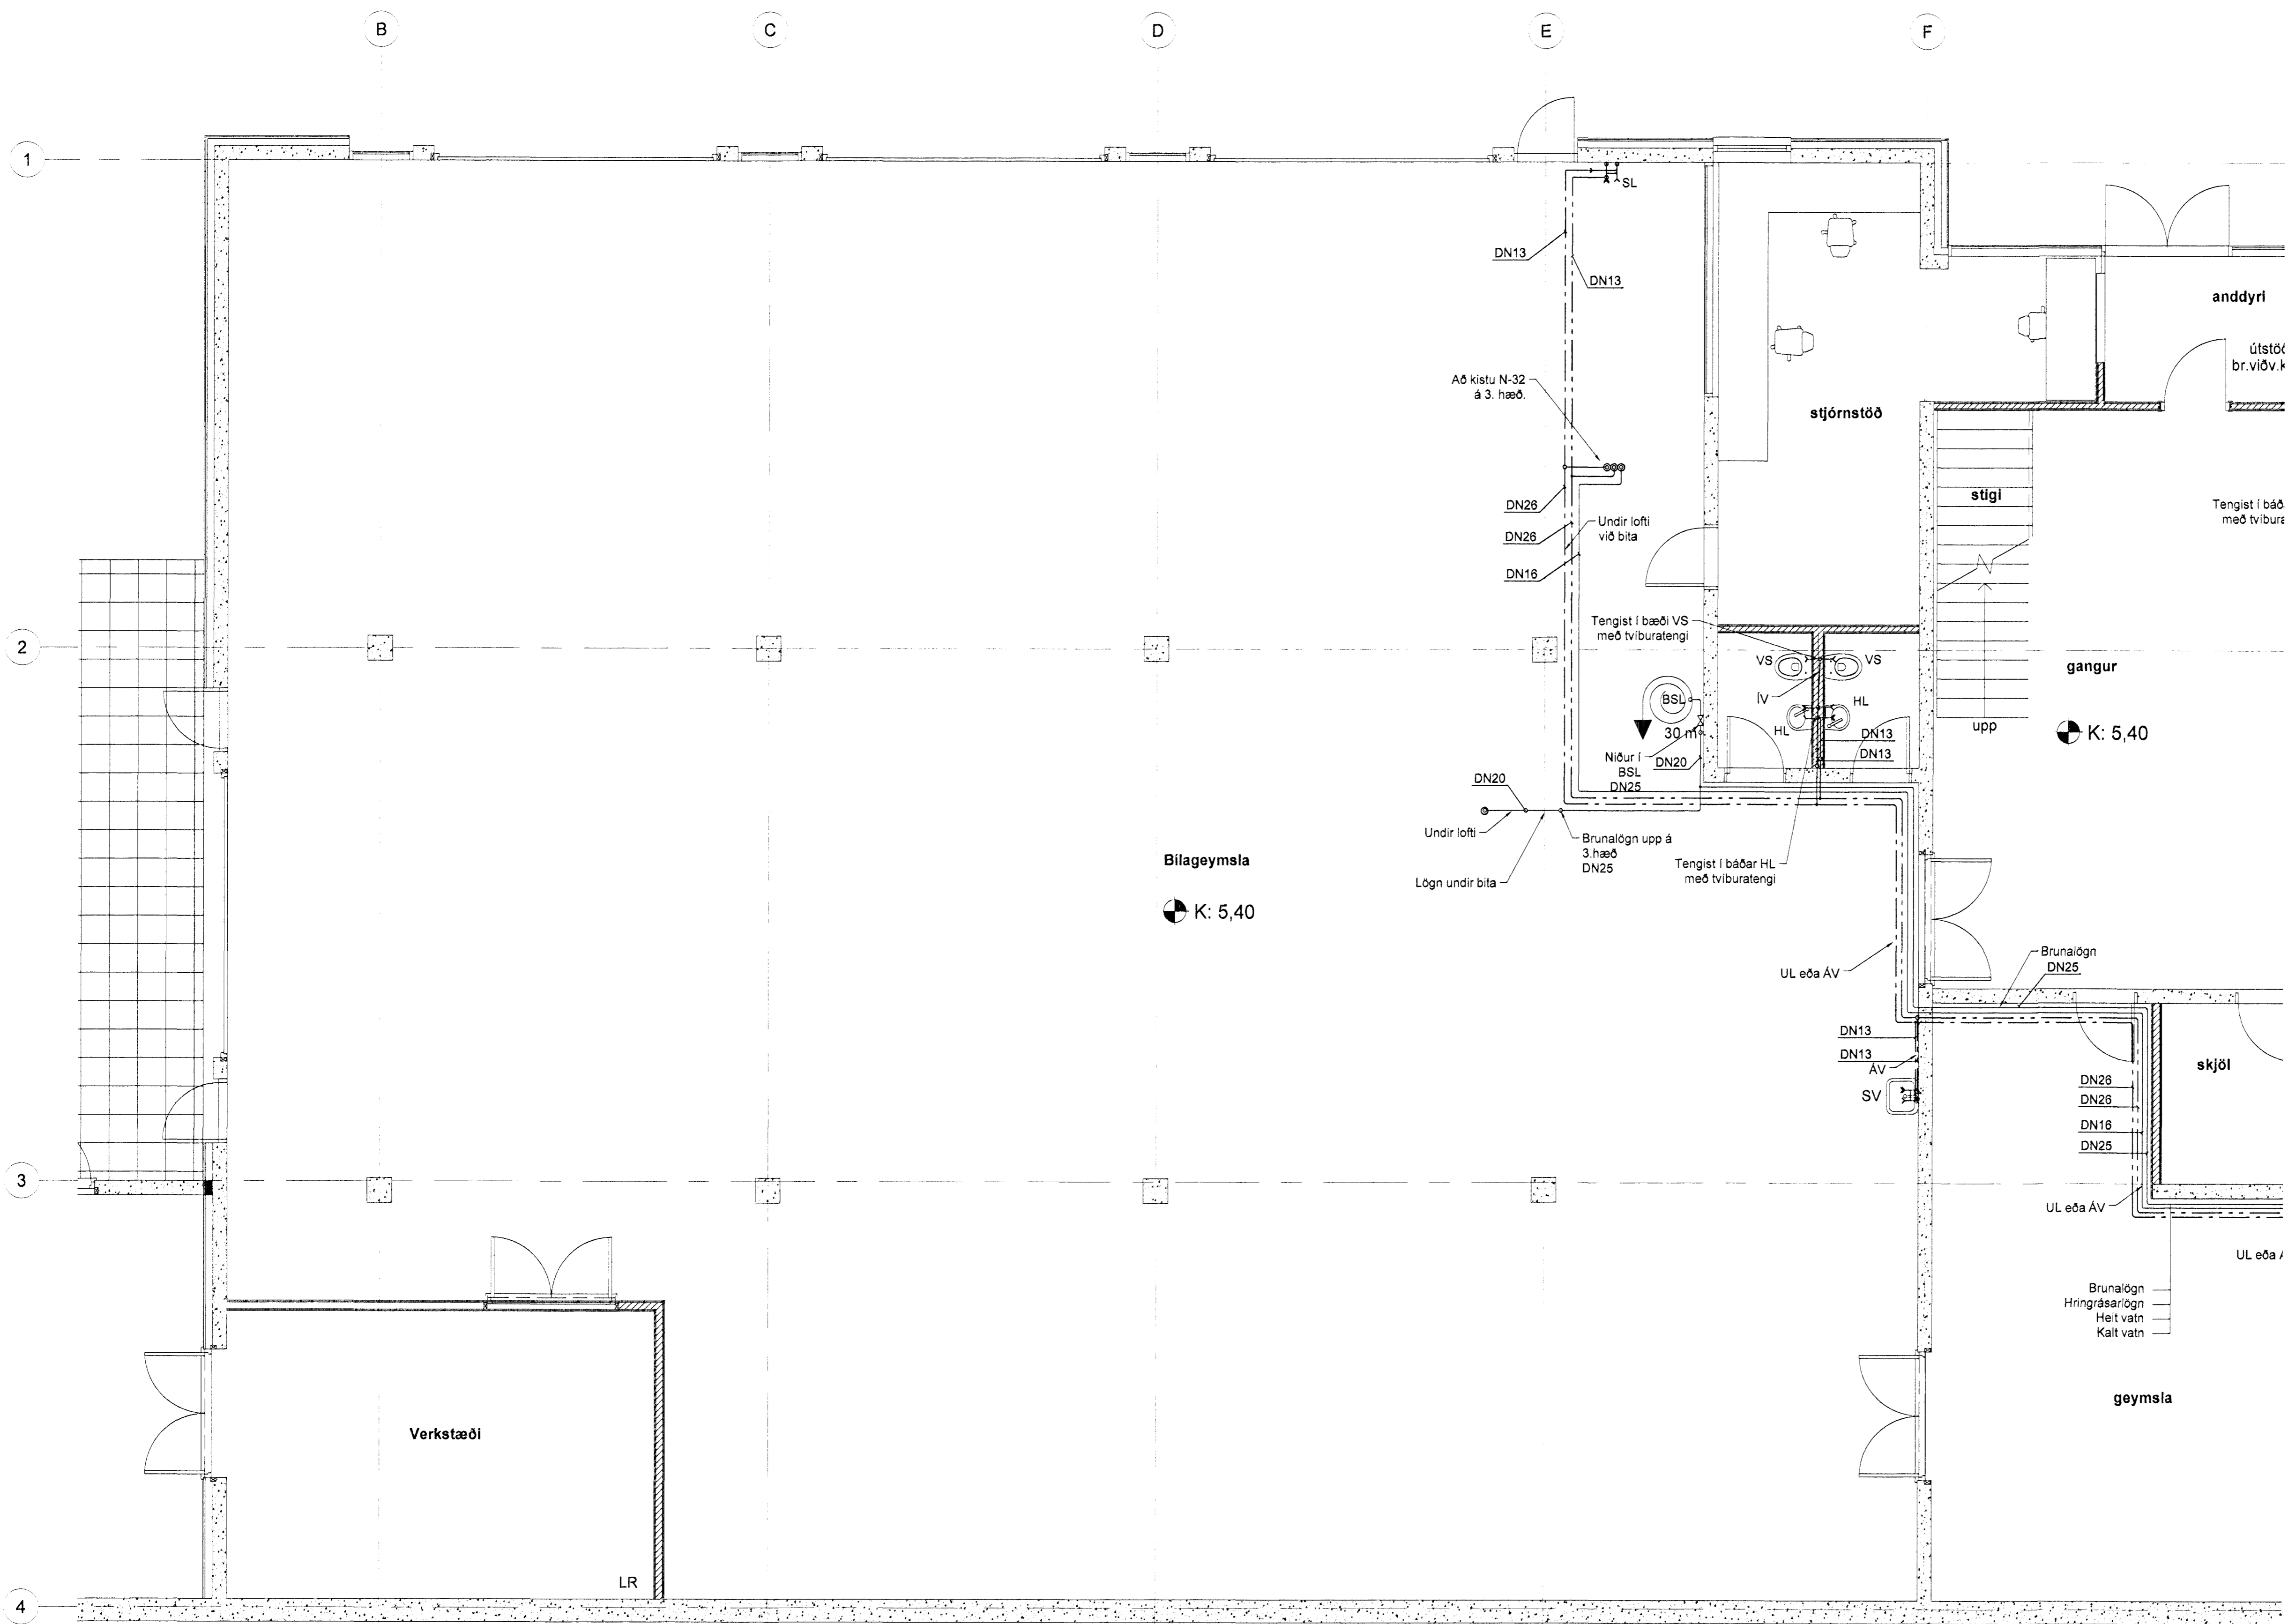 B
C
D
E
F
1
SL
DN13
DN13
anddyri
br.viðv.
Að kistu N-32
á 3. hæð.
stjórnstöð
stigi
DN26
Undir lofti
við bita
DN26
DN16
Tengist í
með
Tengist í bæði VS
með tvíburatengi
2
VS
VS
gangur
ÍV
BSL
HL
HL
upp
K: 5,40
30 m
DN13
DN13
Niður í
BSL
DN25
DN20
DN20
Undir lofti
Brunalögn upp á
3.hæð
DN25
Bílageymsla
Tengist í báðar HL
með tvíburatengi
Lögn undir bita
K: 5,40
UL eða ÁV
Brunalögn
DN25
DN13
DN13
ÁV
SV
skjöl
DN26
DN26
DN16
DN25
3
UL eða ÁV
UL eða
Brunalögn
Hringrásarlögn
Heit vatn
Kalt vatn
geymsla
Verkstæði
LR
4